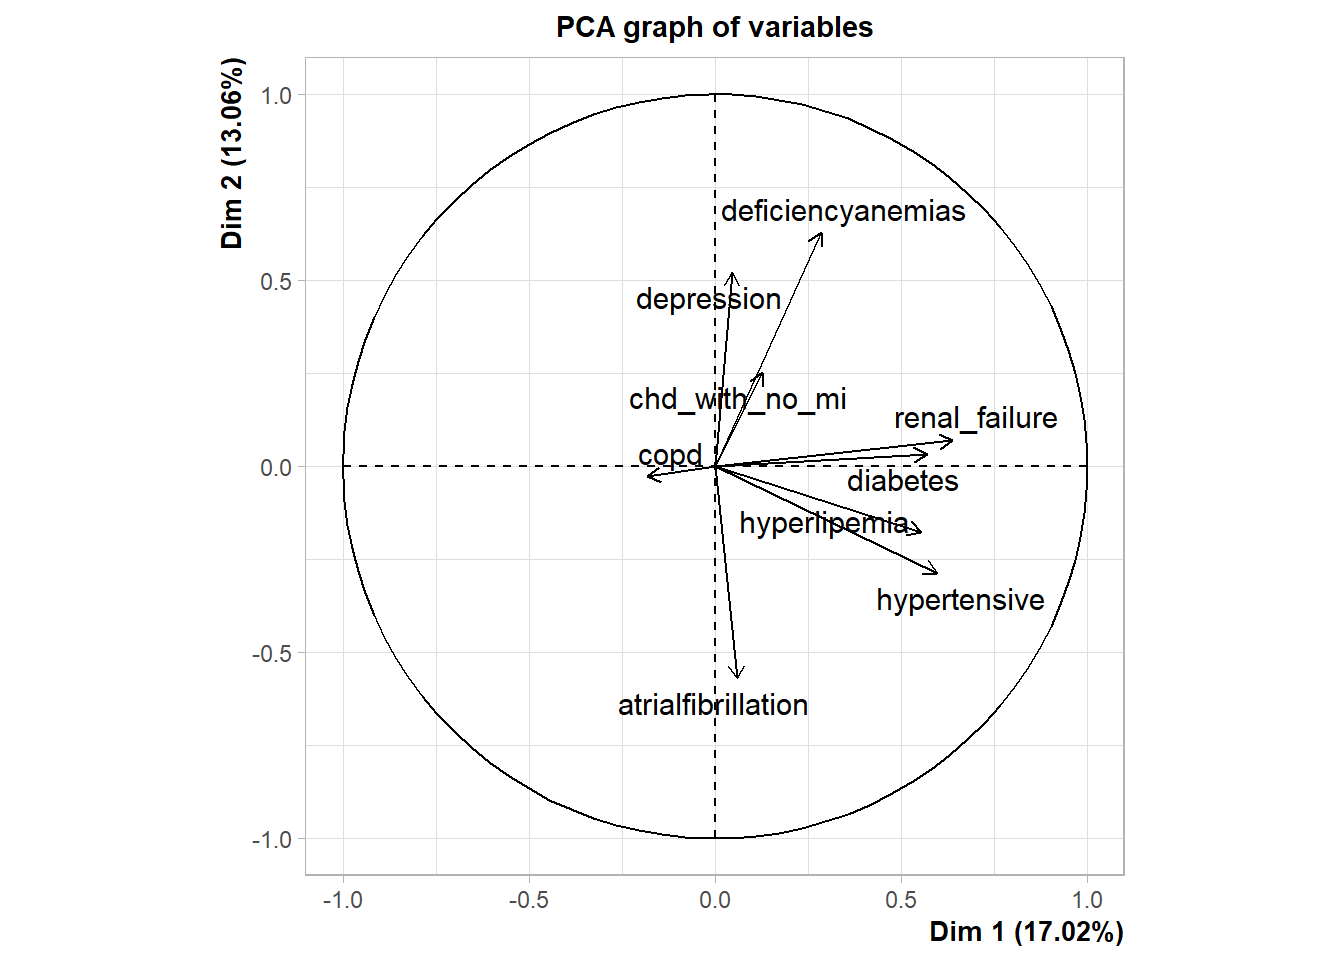 PCA graph of variables
Dim 2 (13.06%)
1.0
0.5
0.0
-0.5
-1.0
deficiencyanemias
depression
chd_with_no_mi
renal_failure
copd
diabetes
hyperlipemia
hypertensive
atrialfibrillation
-1.0
-0.5
0.0
0.5
1.0
Dim 1 (17.02%)